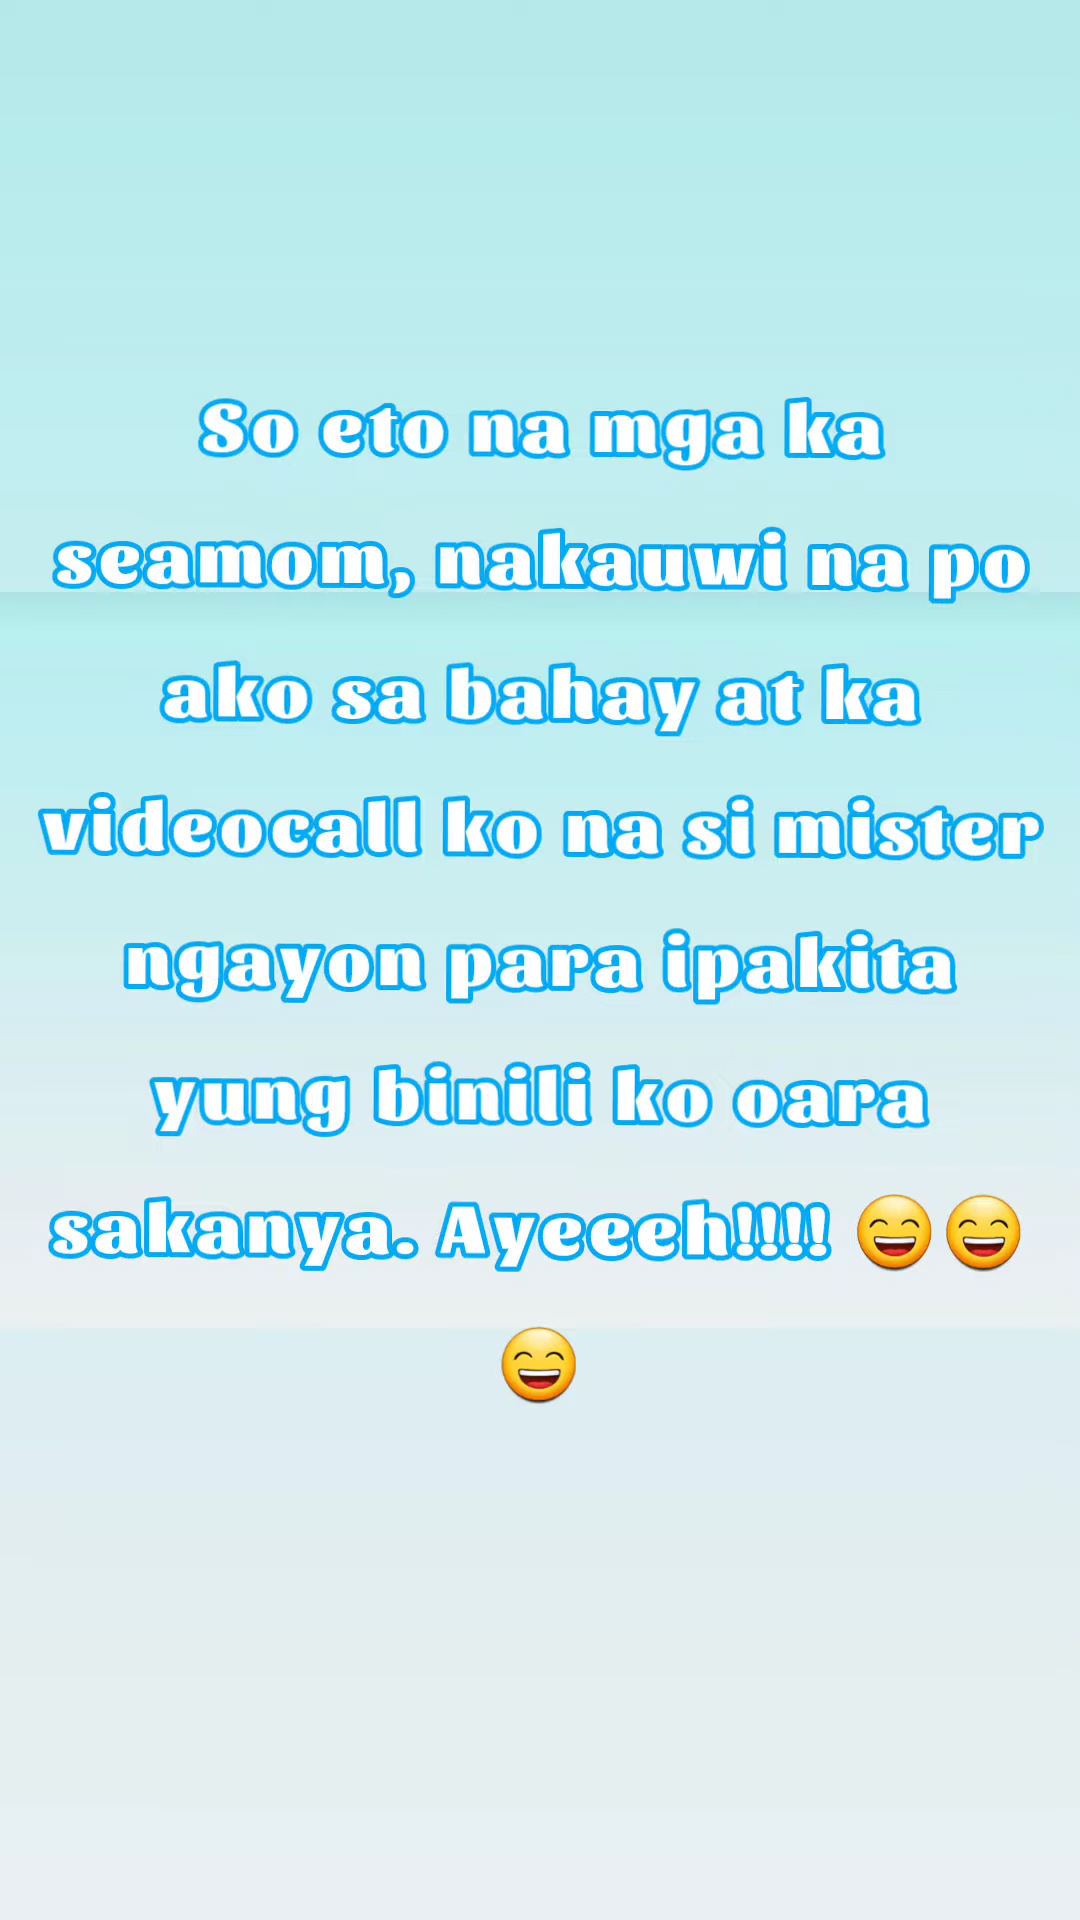 So eto na mga ka
seamom, nakauwi na po
ako sa bahay at ka
videocall ko na si mister
ngayon para ipakita
yung binili ko oara
sakanya. Ayeeeh!!!! 😄😄
😄